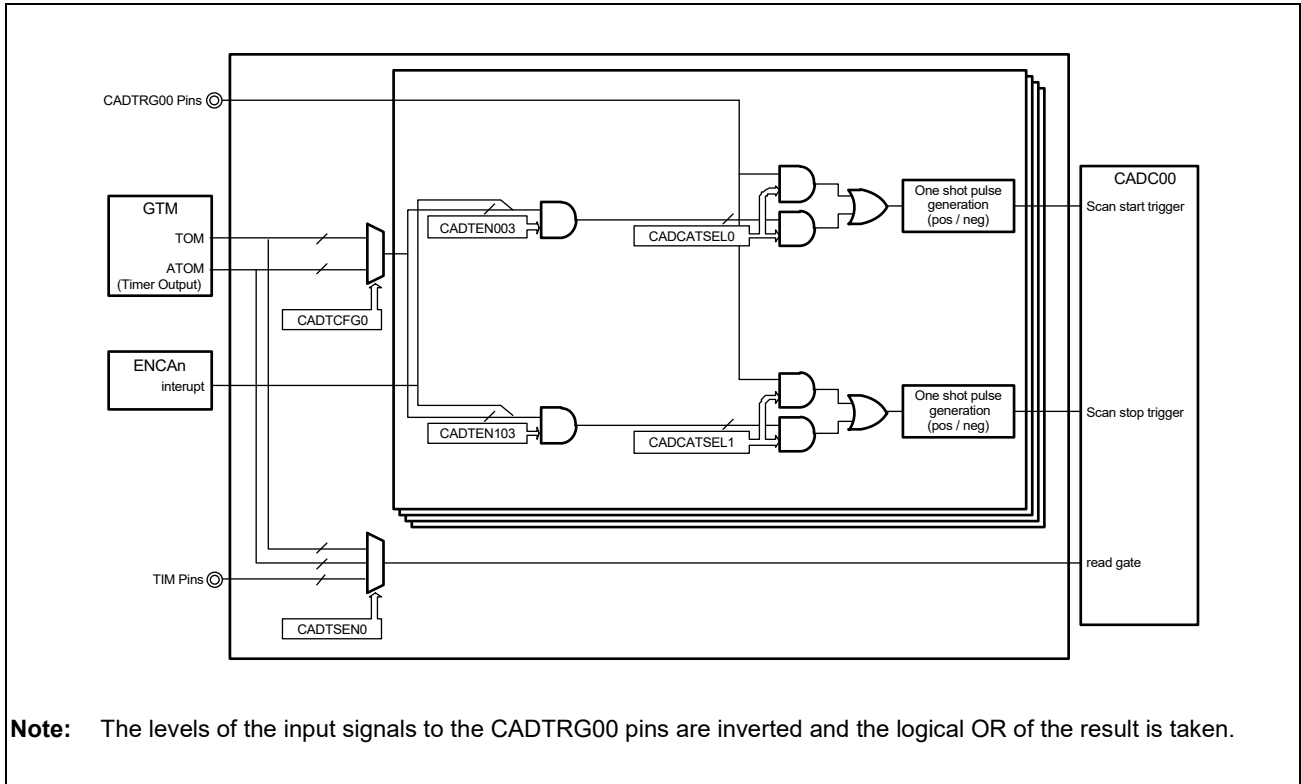 CADTRG00 Pins
CADC00
One shot pulse
generation
(pos / neg)
Scan start trigger
GTM
TOM
CADTEN003
CADCATSEL0
ATOM
(Timer Output)
CADTCFG0
ENCAn
interupt
One shot pulse
generation
(pos / neg)
Scan stop trigger
CADTEN103
CADCATSEL1
read gate
TIM Pins
CADTSEN0
Note: The levels of the input signals to the CADTRG00 pins are inverted and the logical OR of the result is taken.